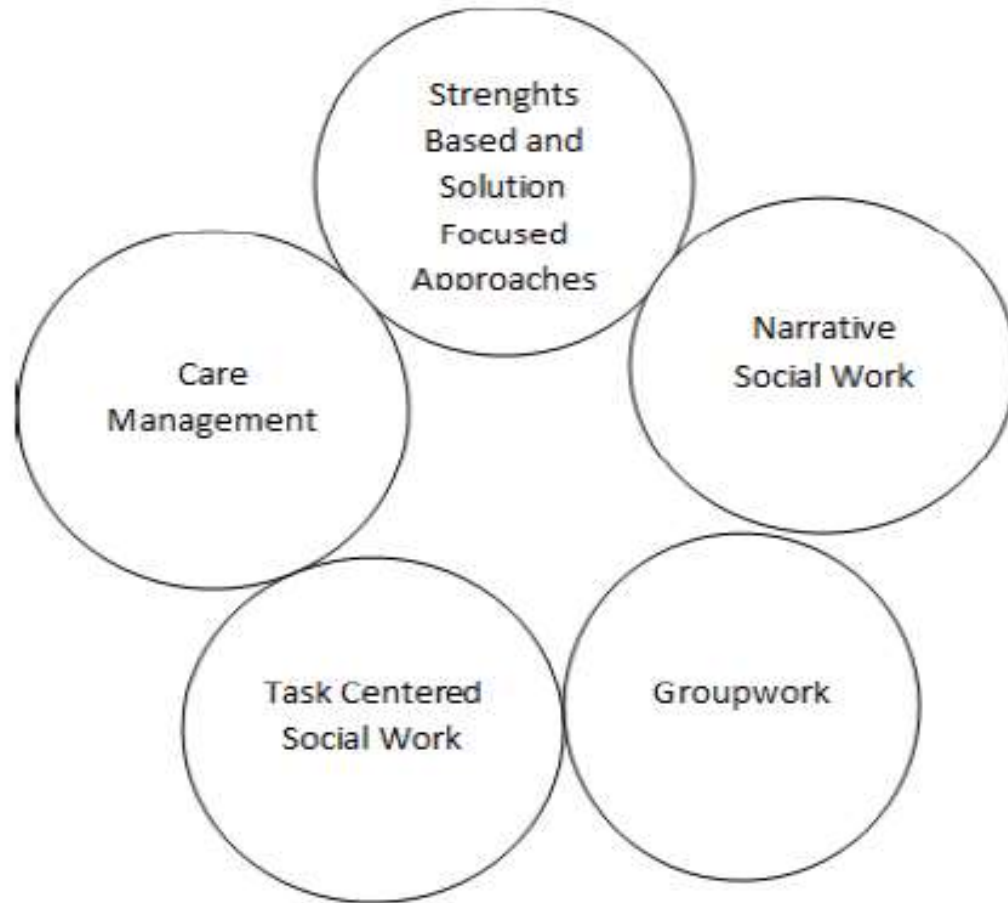 Strenghts
Based and
Solution
Focused
Approaches
Narrative
Social Work
Care
Management
Task Centered
Social Work
Groupwork